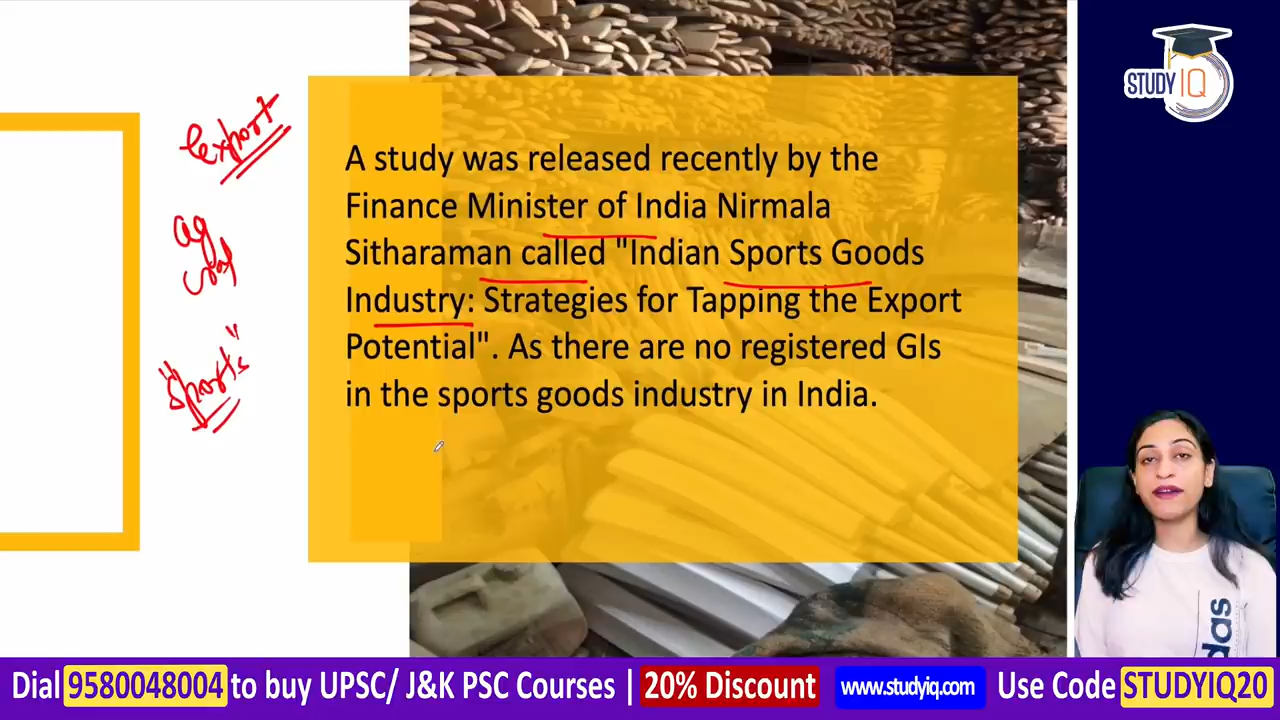 STUDY IQ
Export
ag
"Sports"
A study was released recently by the
Finance Minister of India Nirmala
Sitharaman called "Indian Sports Goods
Industry: Strategies for Tapping the Export
Potential". As there are no registered GIs
in the sports goods industry in India.
das
Dial 9580048004 to buy UPSC/ J&K PSC Courses | 20% Discount www.studyiq.com Use Code STUDYIQ20